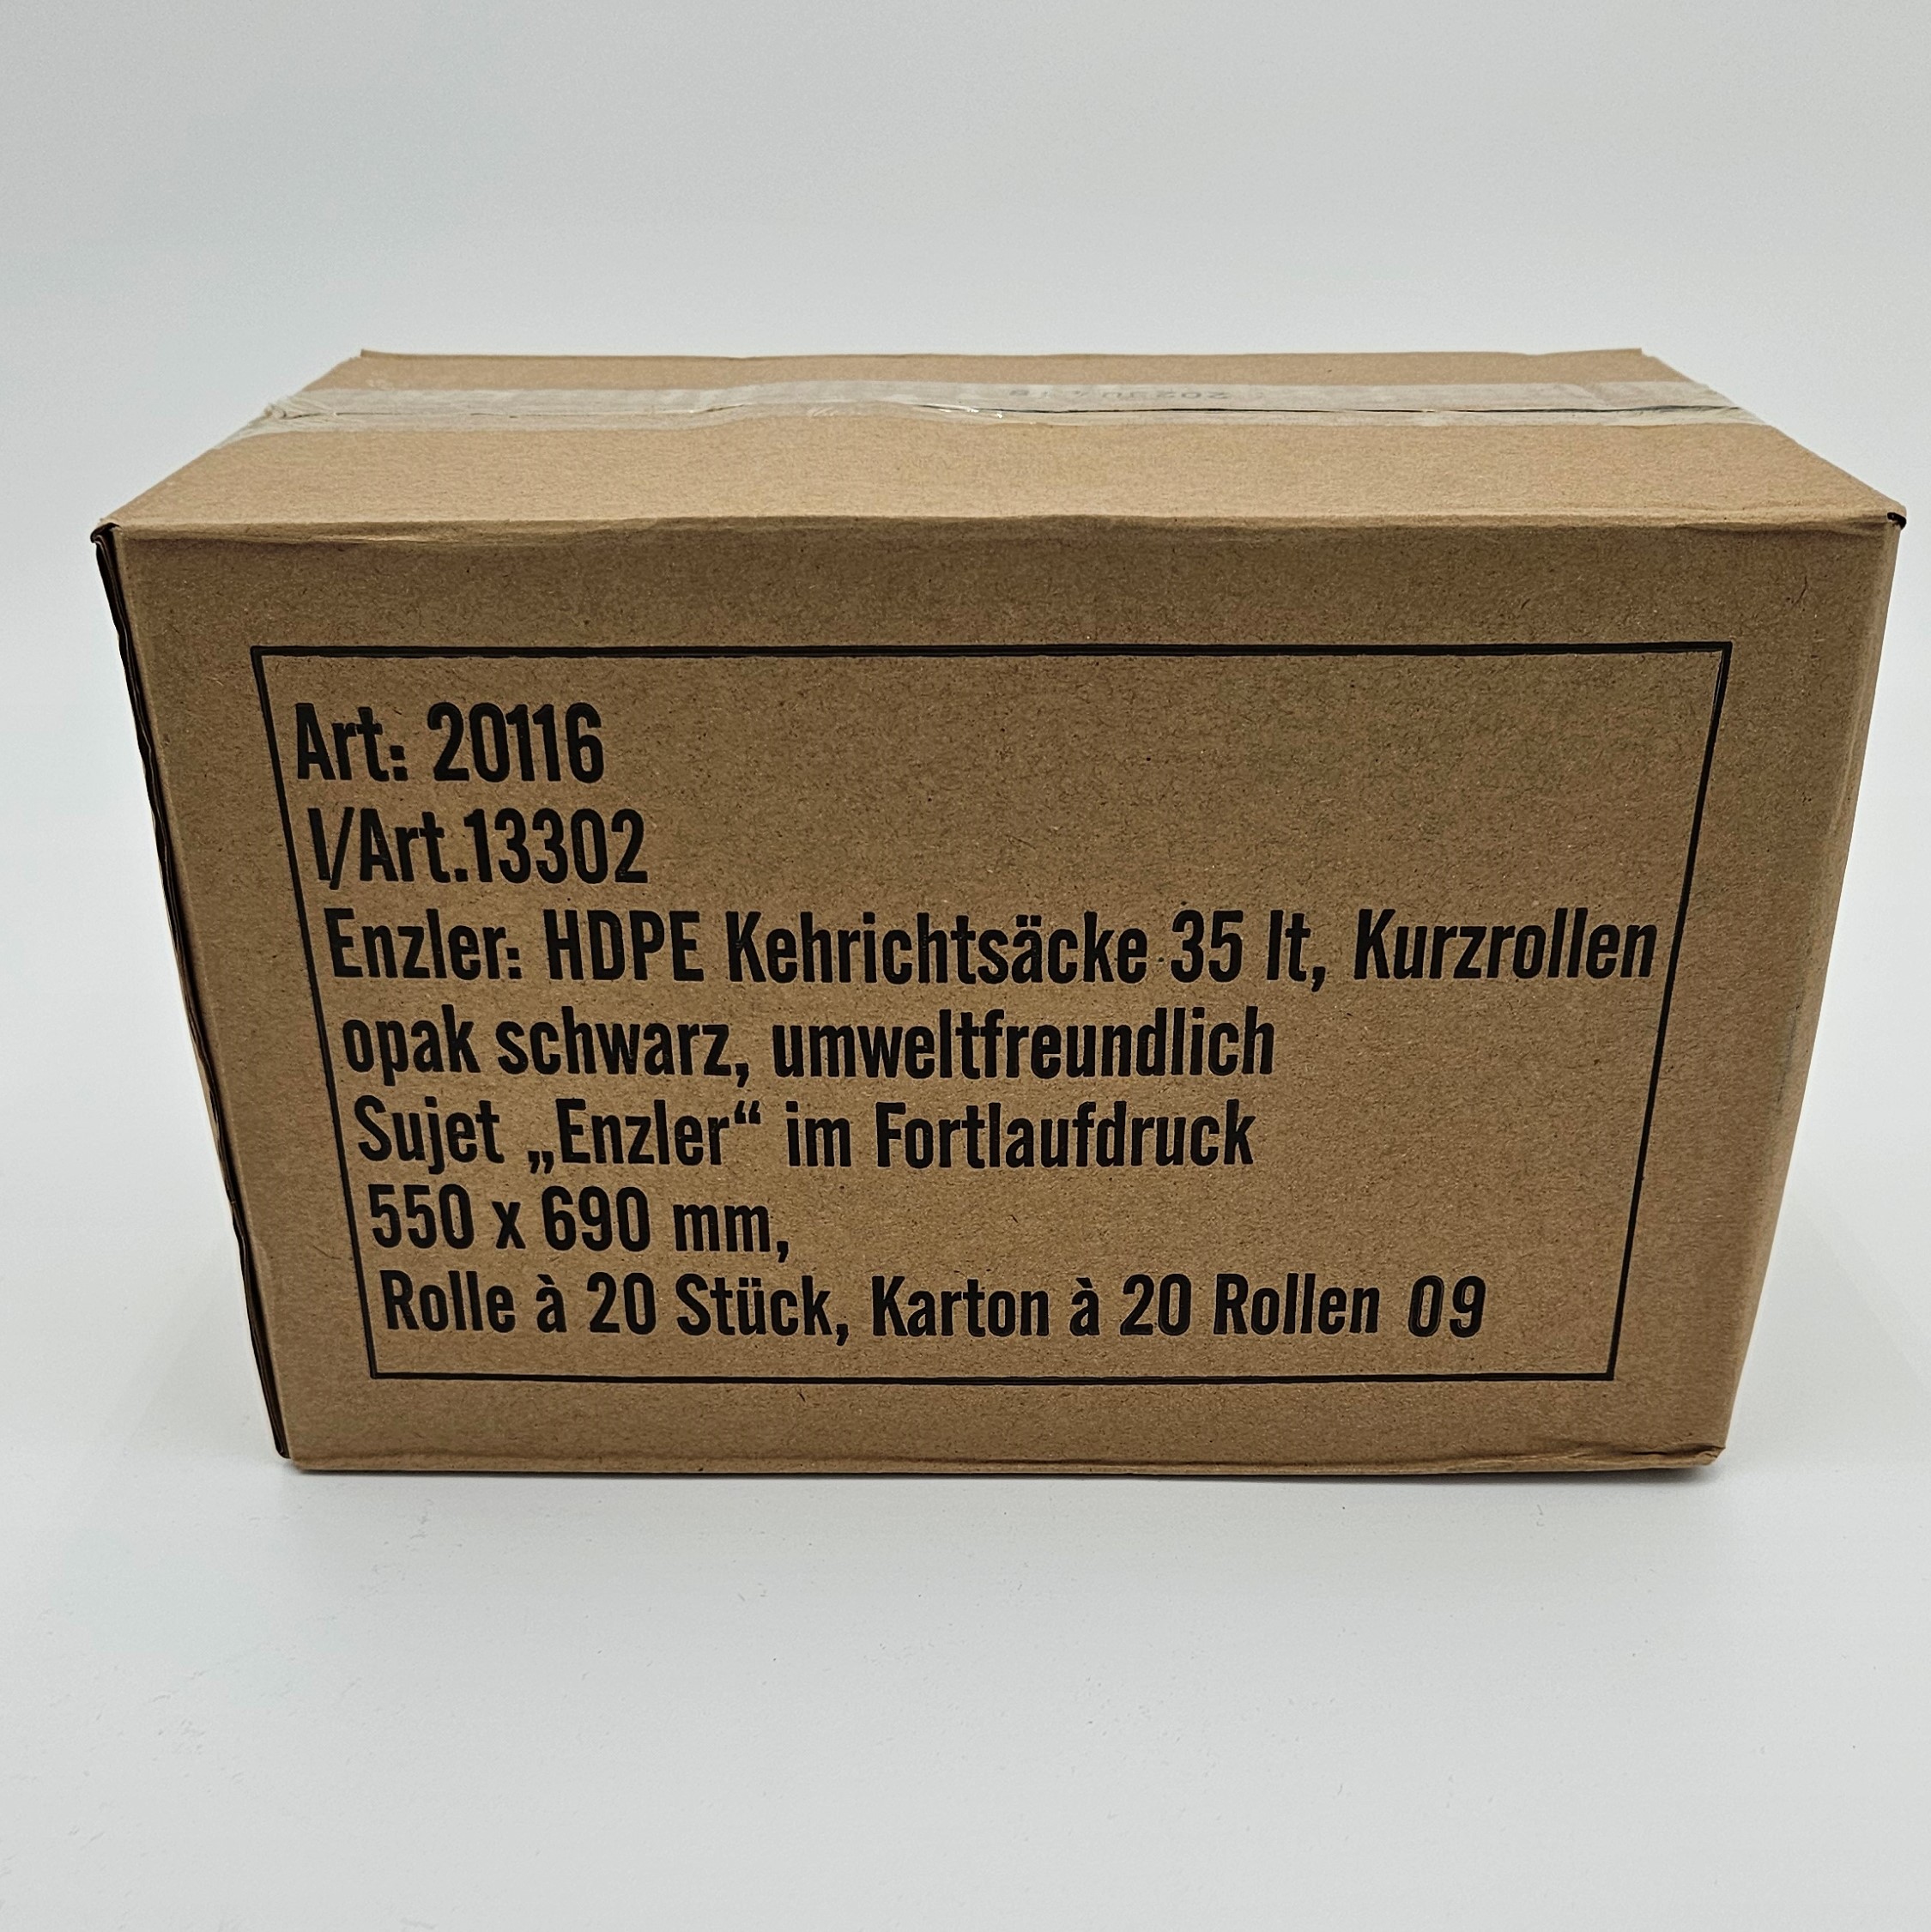 Art: 20116
I/Art.13302
Enzler: HDPE Kehrichtsäcke 35 lt, Kurzrollen
opak schwarz, umweltfreundlich
Sujet „Enzler“ im Fortlaufdruck
550 x 690 mm,
Rolle à 20 Stück, Karton à 20 Rollen 09